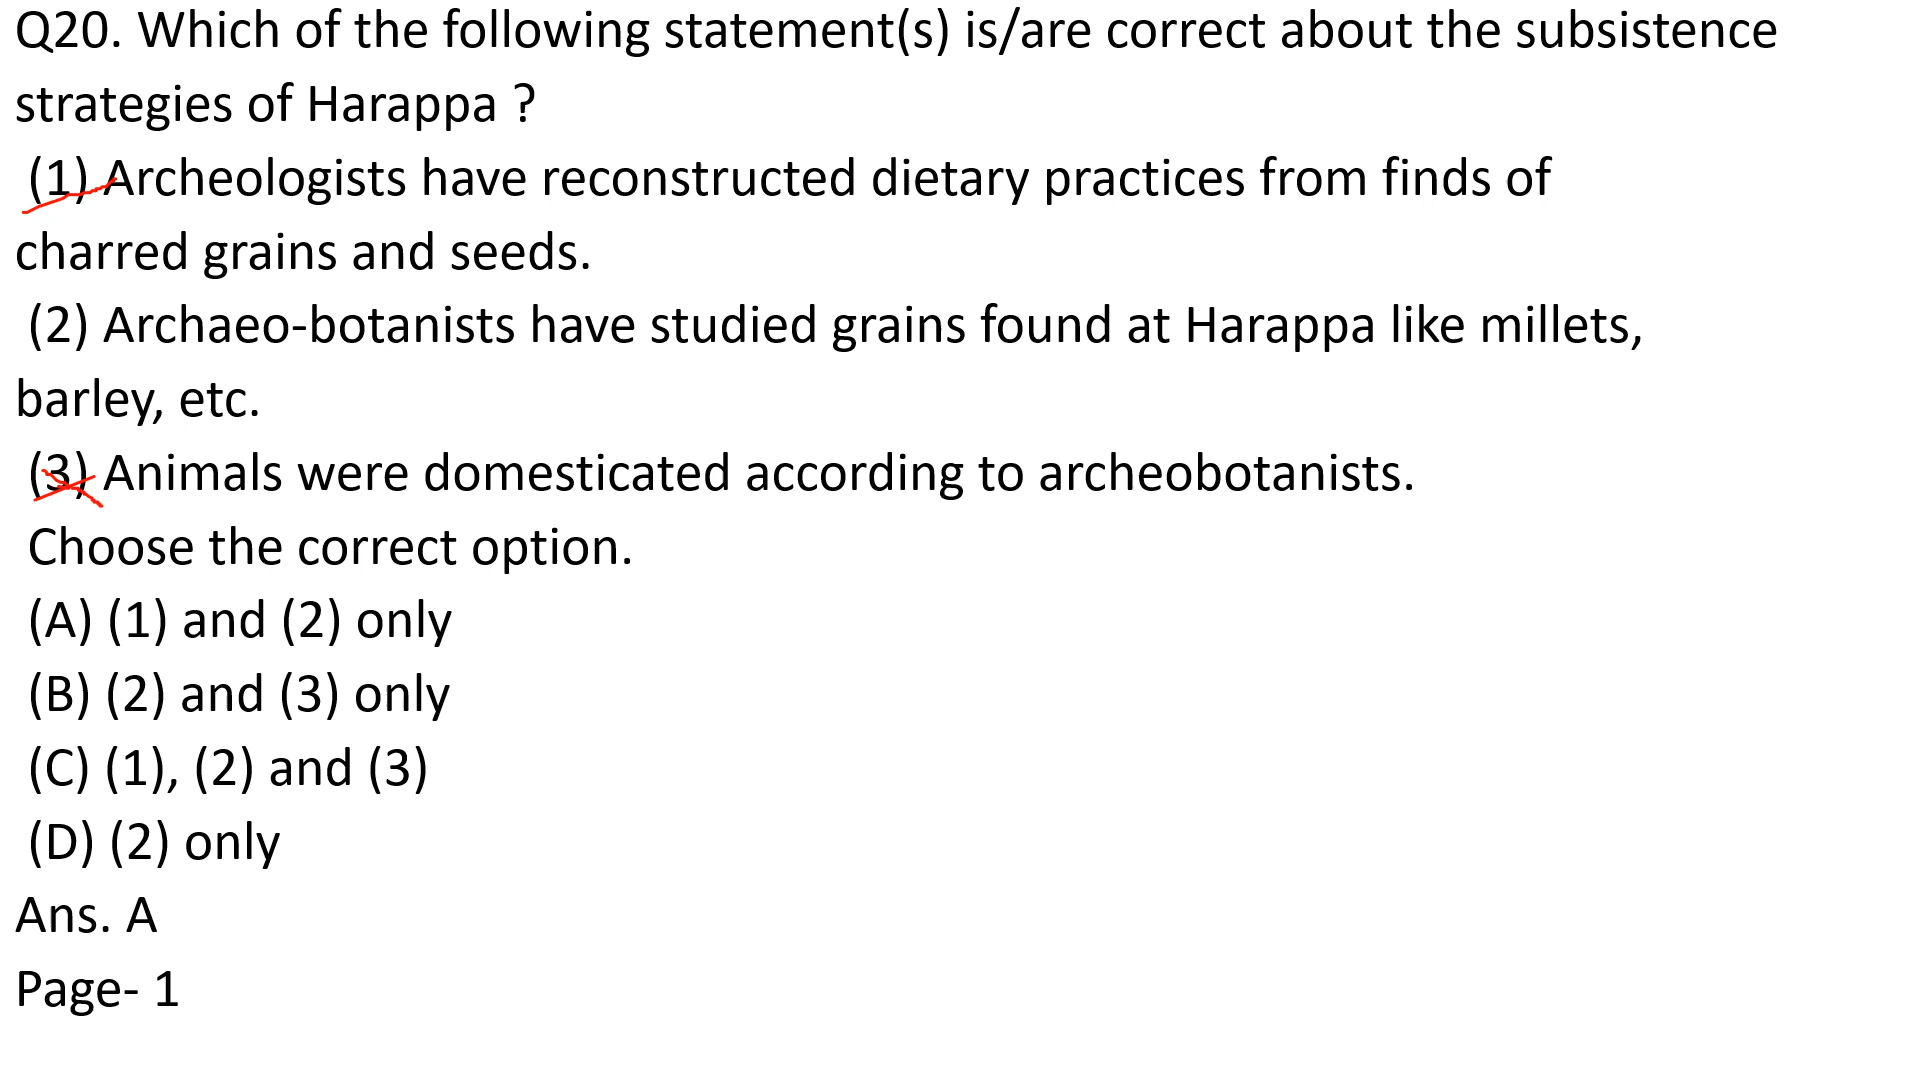 Q20. Which of the following statement(s) is/are correct about the subsistence
strategies of Harappa ?
(1) Archeologists have reconstructed dietary practices from finds of
charred grains and seeds.
(2) Archaeo-botanists have studied grains found at Harappa like millets,
barley, etc.
(3) Animals were domesticated according to archeobotanists.
Choose the correct option.
(A) (1) and (2) only
(B) (2) and (3) only
(C) (1), (2) and (3)
(D) (2) only
Ans. A
Page- 1